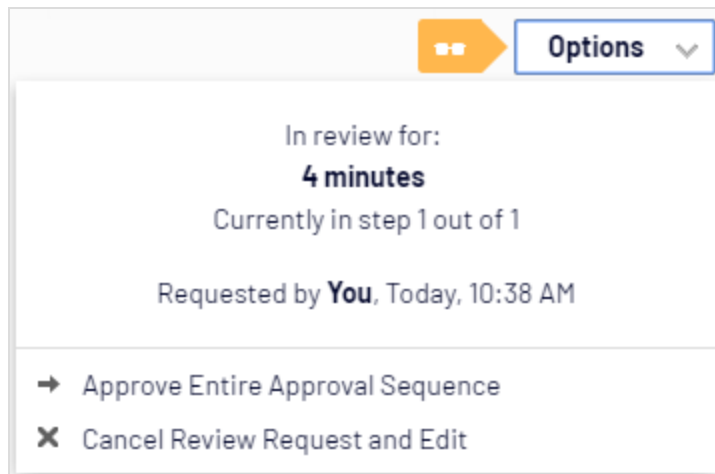 Options
In review for:
4 minutes
Currently in step 1 out of 1
Requested by You, Today, 10:38 AM
Approve Entire Approval Sequence
Cancel Review Request and Edit